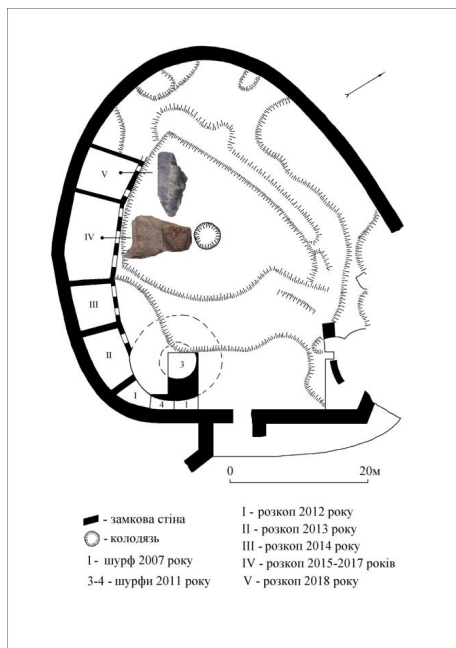 V
IV
III
II
I
4
1
3
0
20м
- замкова стіна
- колодязь
I - шурф 2007 року
3-4 - шурфи 2011 року
I - розкоп 2012 року
II - розкоп 2013 року
III - розкоп 2014 року
IV - розкоп 2015-2017 років
V - розкоп 2018 року